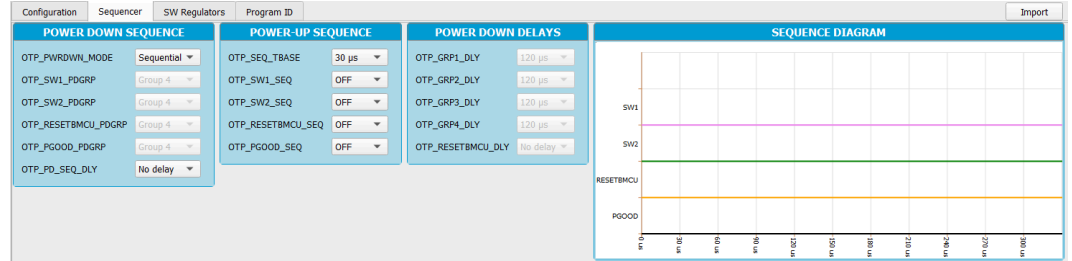 Configuration Sequencer SW Regulators Program ID Import
POWER DOWN SEQUENCE
OTP_PWRDWN_MODE Sequential
OTP_SW1_PDGRP Group 4
OTP_SW2_PDGRP Group 4
OTP_RESETBMCU_PDGRP Group 4
OTP_PGOOD_PDGRP Group 4
OTP_PD_SEQ_DLY No delay
POWER-UP SEQUENCE
OTP_SEQ_TBASE 30 µs
OTP_SW1_SEQ OFF
OTP_SW2_SEQ OFF
OTP_RESETBMCU_SEQ OFF
OTP_PGOOD_SEQ OFF
POWER DOWN DELAYS
OTP_GRP1_DLY 120 µs
OTP_GRP2_DLY 120 µs
OTP_GRP3_DLY 120 µs
OTP_GRP4_DLY 120 µs
OTP_RESETBMCU_DLY No delay
SEQUENCE DIAGRAM
SW1
SW2
RESETBMCU
PGOOD
0 us 30 us 60 us 90 us 120 us 150 us 180 us 210 us 240 us 270 us 300 us